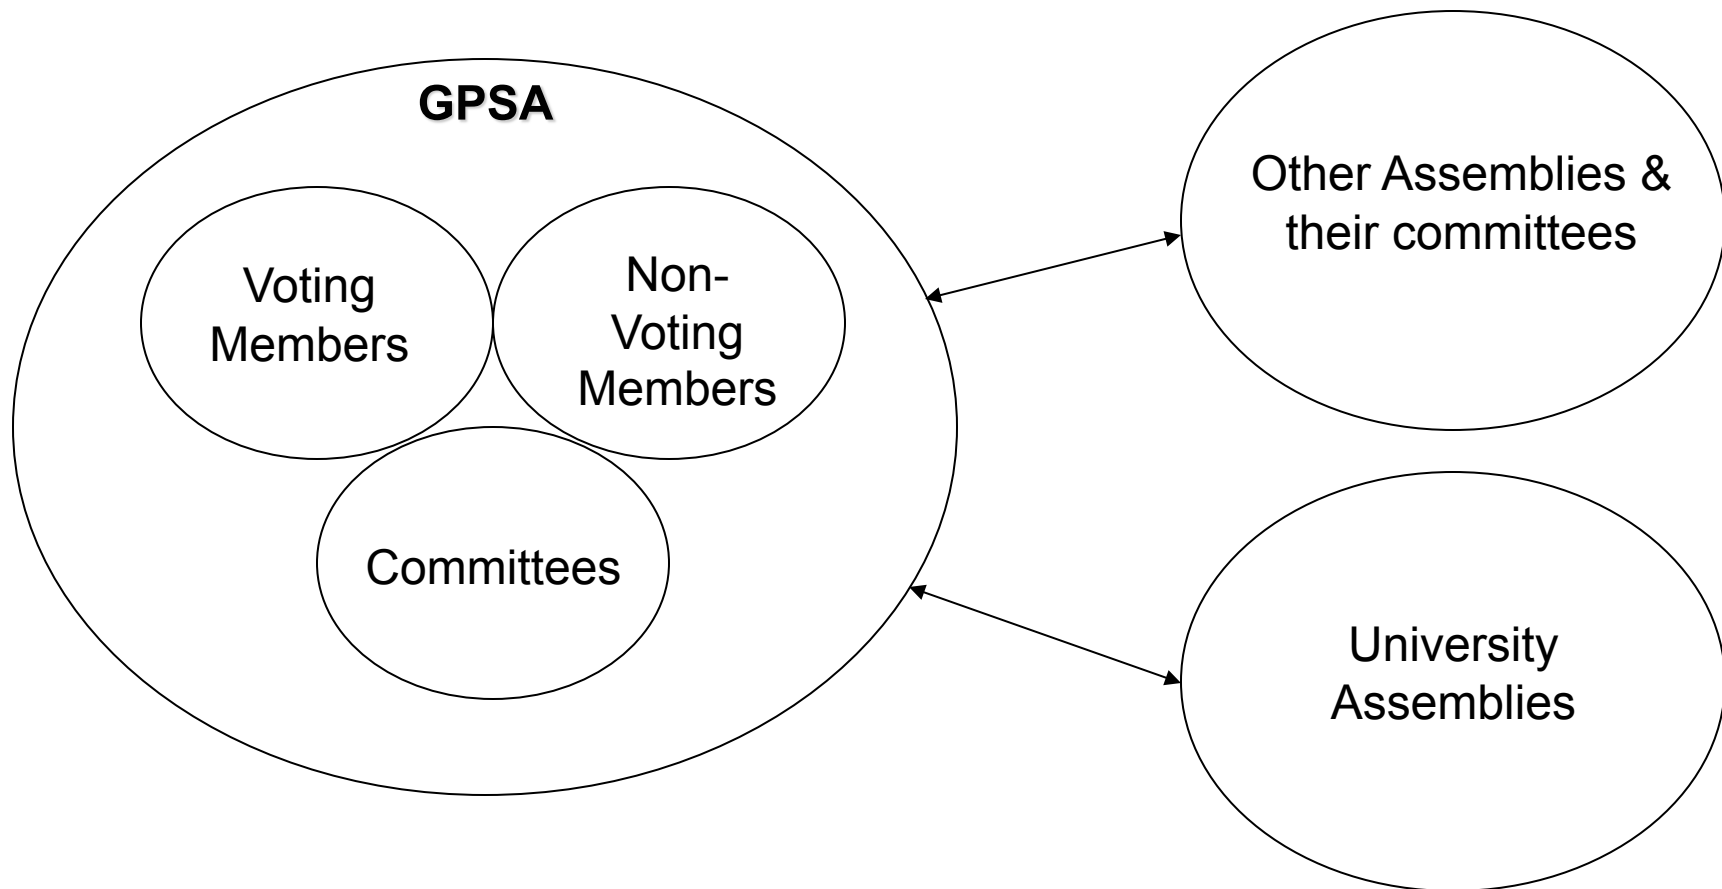 GPSA
Voting
Members
Non-
Voting
Members
Committees
Other Assemblies &
their committees
University
Assemblies